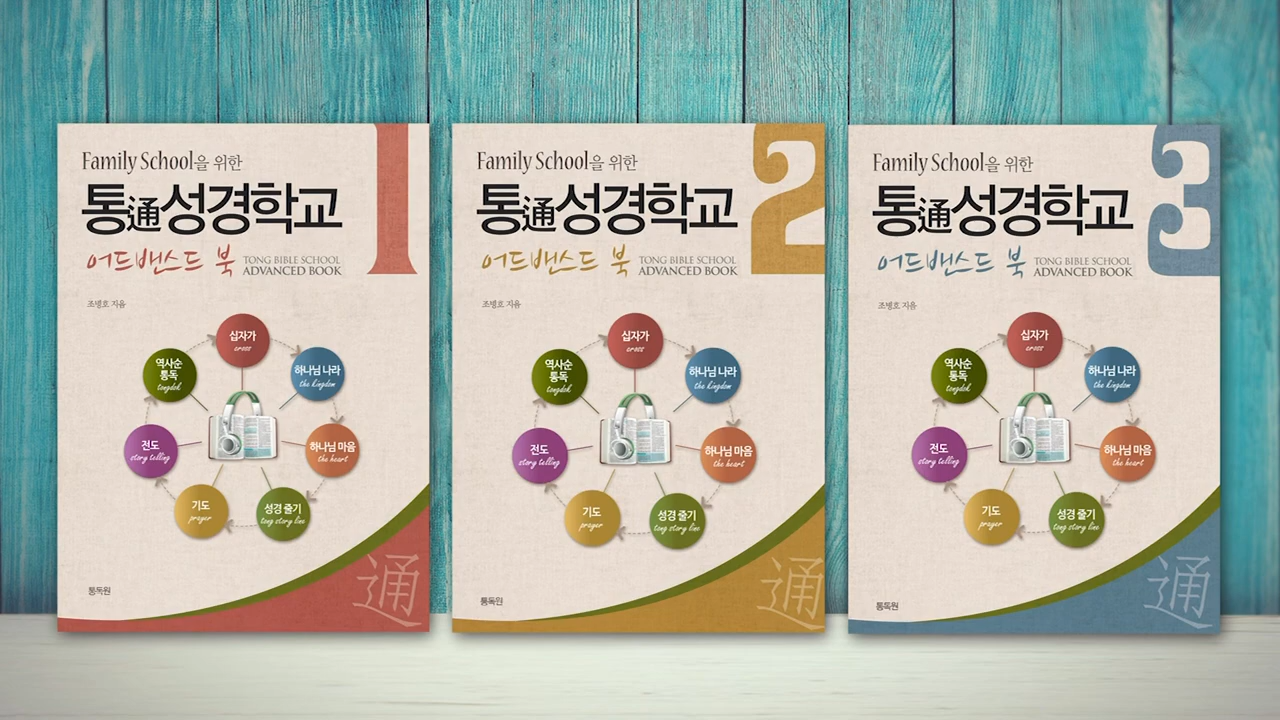 Family School을 위한
통通성경학교
어드밴스드 북
TONG BIBLE SCHOOL
ADVANCED BOOK
1
조병호 지음
십자가
cross
하나님 나라
the kingdom
하나님 마음
the heart
성경 줄기
tong story line
기도
prayer
전도
story telling
역사순
통독
tongdok
통독원
通
Family School을 위한
통通성경학교
어드밴스드 북
TONG BIBLE SCHOOL
ADVANCED BOOK
2
조병호 지음
십자가
cross
하나님 나라
the kingdom
하나님 마음
the heart
성경 줄기
tong story line
기도
prayer
전도
story telling
역사순
통독
tongdok
통독원
通
Family School을 위한
통通성경학교
어드밴스드 북
TONG BIBLE SCHOOL
ADVANCED BOOK
3
조병호 지음
십자가
cross
하나님 나라
the kingdom
하나님 마음
the heart
성경 줄기
tong story line
기도
prayer
전도
story telling
역사순
통독
tongdok
통독원
通